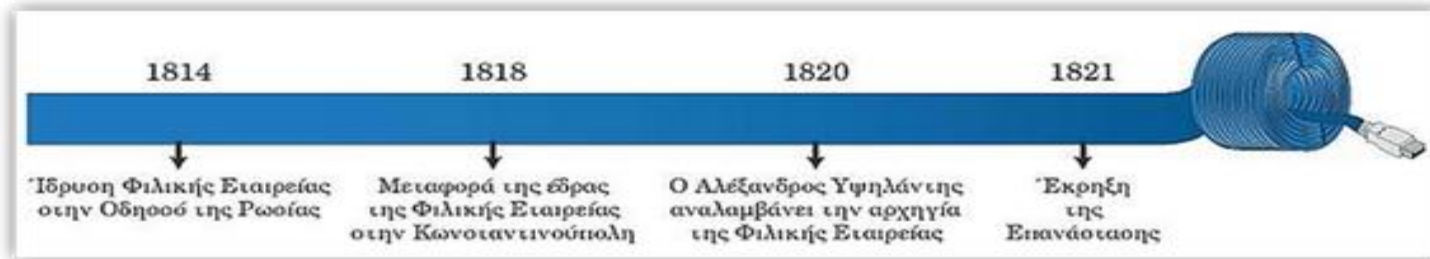 1814
Ίδρυση Φιλικής Εταιρείας
στην Οδησσό της Ρωσίας
1818
Μεταφορά της έδρας
της Φιλικής Εταιρείας
στην Κωνσταντινούπολη
1820
Ο Αλέξανδρος Υψηλάντης
αναλαμβάνει την αρχηγία
της Φιλικής Εταιρείας
1821
Έκρηξη
της
Επανάστασης